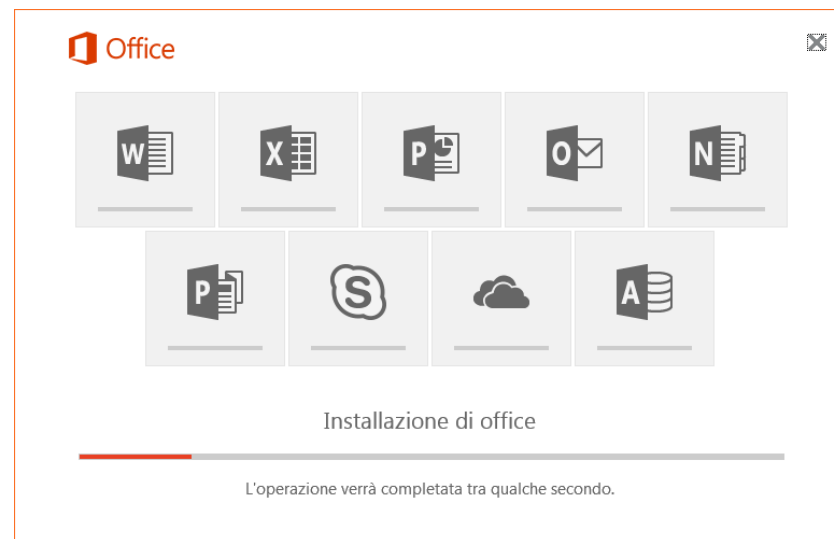 Office
W
X
P
O
N
P
S
A
Installazione di office
L'operazione verrà completata tra qualche secondo.